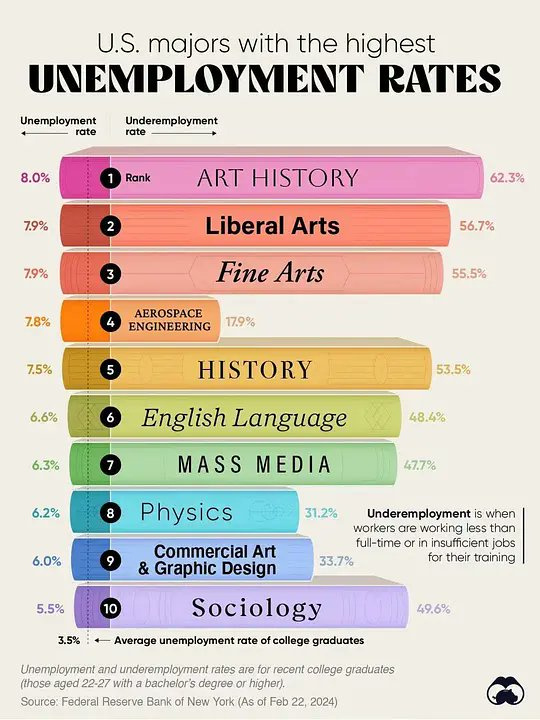 U.S. majors with the highest
UNEMPLOYMENT RATES
Unemployment
rate
Underemployment
rate
8.0% 1 Rank ART HISTORY 62.3%
7.9% 2 Liberal Arts 56.7%
7.9% 3 Fine Arts 55.5%
7.8% 4 AEROSPACE
ENGINEERING 17.9%
7.5% 5 HISTORY 53.5%
6.6% 6 English Language 48.4%
6.3% 7 MASS MEDIA 47.7%
6.2% 8 Physics 31.2%
6.0% 9 Commercial Art
& Graphic Design 33.7%
5.5% 10 Sociology 49.6%
Underemployment is when
workers are working less than
full-time or in insufficient jobs
for their training
3.5% Average unemployment rate of college graduates
Unemployment and underemployment rates are for recent college graduates
(those aged 22-27 with a bachelor's degree or higher).
Source: Federal Reserve Bank of New York (As of Feb 22, 2024)